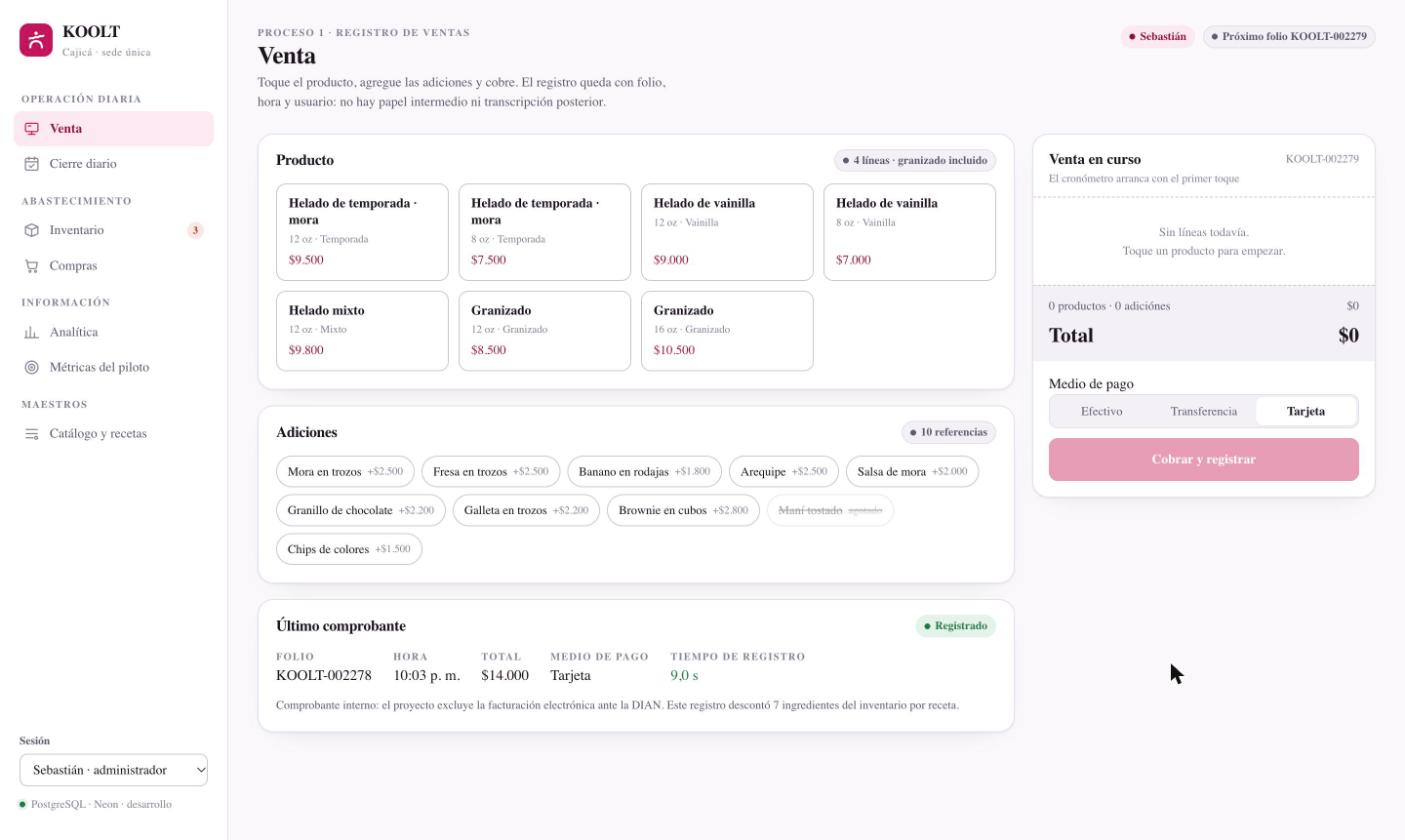 KOOLT
Cajicá · sede única
OPERACIÓN DIARIA
Venta
Cierre diario
ABASTECIMIENTO
Inventario 3
Compras
INFORMACIÓN
Analítica
Métricas del piloto
MAESTROS
Catálogo y recetas
Sesión
Sebastián · administrador
PostgreSQL · Neon · desarrollo
PROCESO 1 · REGISTRO DE VENTAS
Venta
Toque el producto, agregue las adiciones y cobre. El registro queda con folio,
hora y usuario: no hay papel intermedio ni transcripción posterior.
Sebastián
Próximo folio KOOLT-002279
Producto
4 líneas · granizado incluido
Helado de temporada ·
mora
12 oz · Temporada
$9.500
Helado de temporada ·
mora
8 oz · Temporada
$7.500
Helado de vainilla
12 oz · Vainilla
$9.000
Helado de vainilla
8 oz · Vainilla
$7.000
Helado mixto
12 oz · Mixto
$9.800
Granizado
12 oz · Granizado
$8.500
Granizado
16 oz · Granizado
$10.500
Adiciones
10 referencias
Mora en trozos +$2.500
Fresa en trozos +$2.500
Banano en rodajas +$1.800
Arequipe +$2.500
Salsa de mora +$2.000
Granillo de chocolate +$2.200
Galleta en trozos +$2.200
Brownie en cubos +$2.800
Maní tostado agotado
Chips de colores +$1.500
Último comprobante
Registrado
FOLIO
KOOLT-002278
HORA
10:03 p. m.
TOTAL
$14.000
MEDIO DE PAGO
Tarjeta
TIEMPO DE REGISTRO
9,0 s
Comprobante interno: el proyecto excluye la facturación electrónica ante la DIAN. Este registro descontó 7 ingredientes del inventario por receta.
Venta en curso
KOOLT-002279
El cronómetro arranca con el primer toque
Sin líneas todavía.
Toque un producto para empezar.
0 productos · 0 adiciónes $0
Total $0
Medio de pago
Efectivo
Transferencia
Tarjeta
Cobrar y registrar